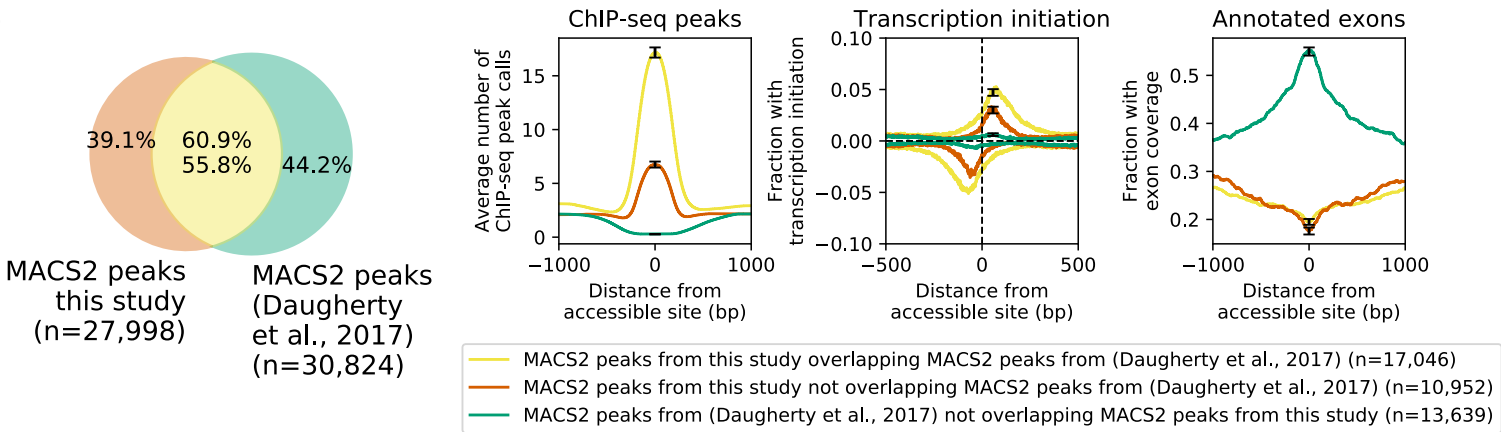 39.1%
60.9%
55.8%
44.2%
MACS2 peaks
this study
(n=27,998)
MACS2 peaks
(Daugherty
et al., 2017)
(n=30,824)
ChIP-seq peaks
Average number of
ChIP-seq peak calls
15
10
5
0
−1000
0
1000
Distance from
accessible site (bp)
Transcription initiation
Fraction with
transcription initiation
0.10
0.05
0.00
−0.05
−0.10
−500
0
500
Distance from
accessible site (bp)
Annotated exons
Fraction with
exon coverage
0.5
0.4
0.3
0.2
−1000
0
1000
Distance from
accessible site (bp)
MACS2 peaks from this study overlapping MACS2 peaks from (Daugherty et al., 2017) (n=17,046)
MACS2 peaks from this study not overlapping MACS2 peaks from (Daugherty et al., 2017) (n=10,952)
MACS2 peaks from (Daugherty et al., 2017) not overlapping MACS2 peaks from this study (n=13,639)